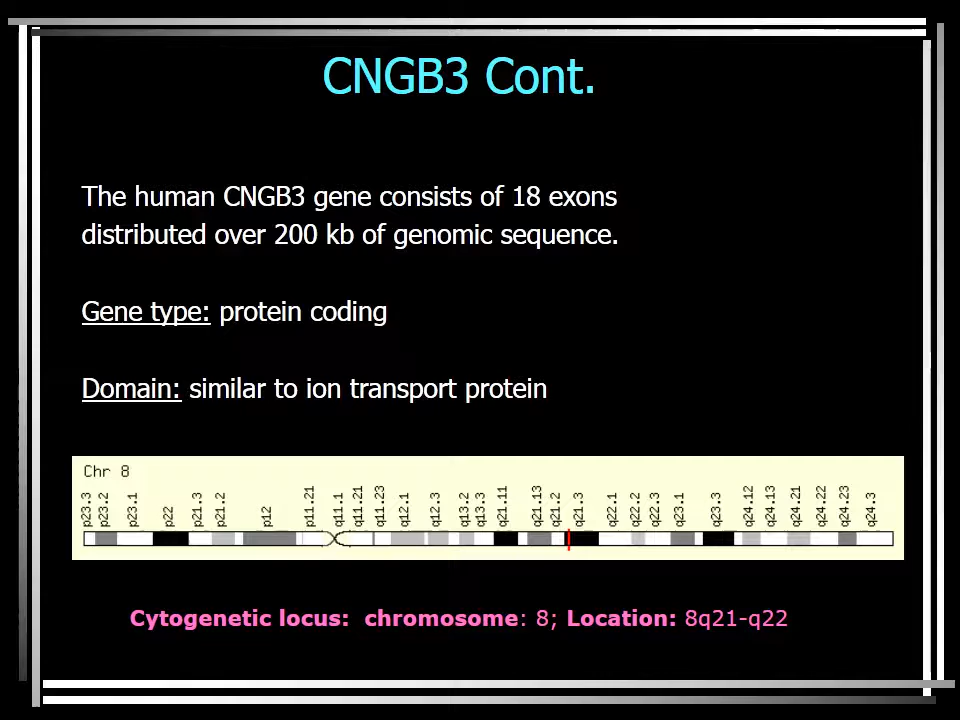 CNGB3 Cont.
The human CNGB3 gene consists of 18 exons
distributed over 200 kb of genomic sequence.
Gene type: protein coding
Domain: similar to ion transport protein
Chr 8
p23.3 p23.2 p23.1 p22 p21.3 p21.2 p12 p11.21 q11.1 q11.21 q11.23 q12.1 q12.3 q13.2 q13.3 q21.11 q21.13 q21.2 q21.3 q22.1 q22.2 q22.3 q23.1 q23.3 q24.12 q24.13 q24.21 q24.22 q24.23 q24.3
Cytogenetic locus: chromosome: 8; Location: 8q21-q22